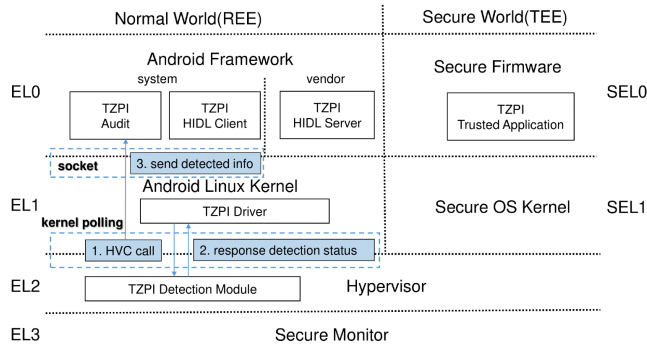 Normal World(REE)
Secure World(TEE)
Android Framework
system
vendor
Secure Firmware
EL0
SEL0
TZPI
Audit
TZPI
HIDL Client
TZPI
HIDL Server
TZPI
Trusted Application
socket
3. send detected info
Android Linux Kernel
EL1
TZPI Driver
Secure OS Kernel
SEL1
kernel polling
1. HVC call
2. response detection status
EL2
TZPI Detection Module
Hypervisor
EL3
Secure Monitor